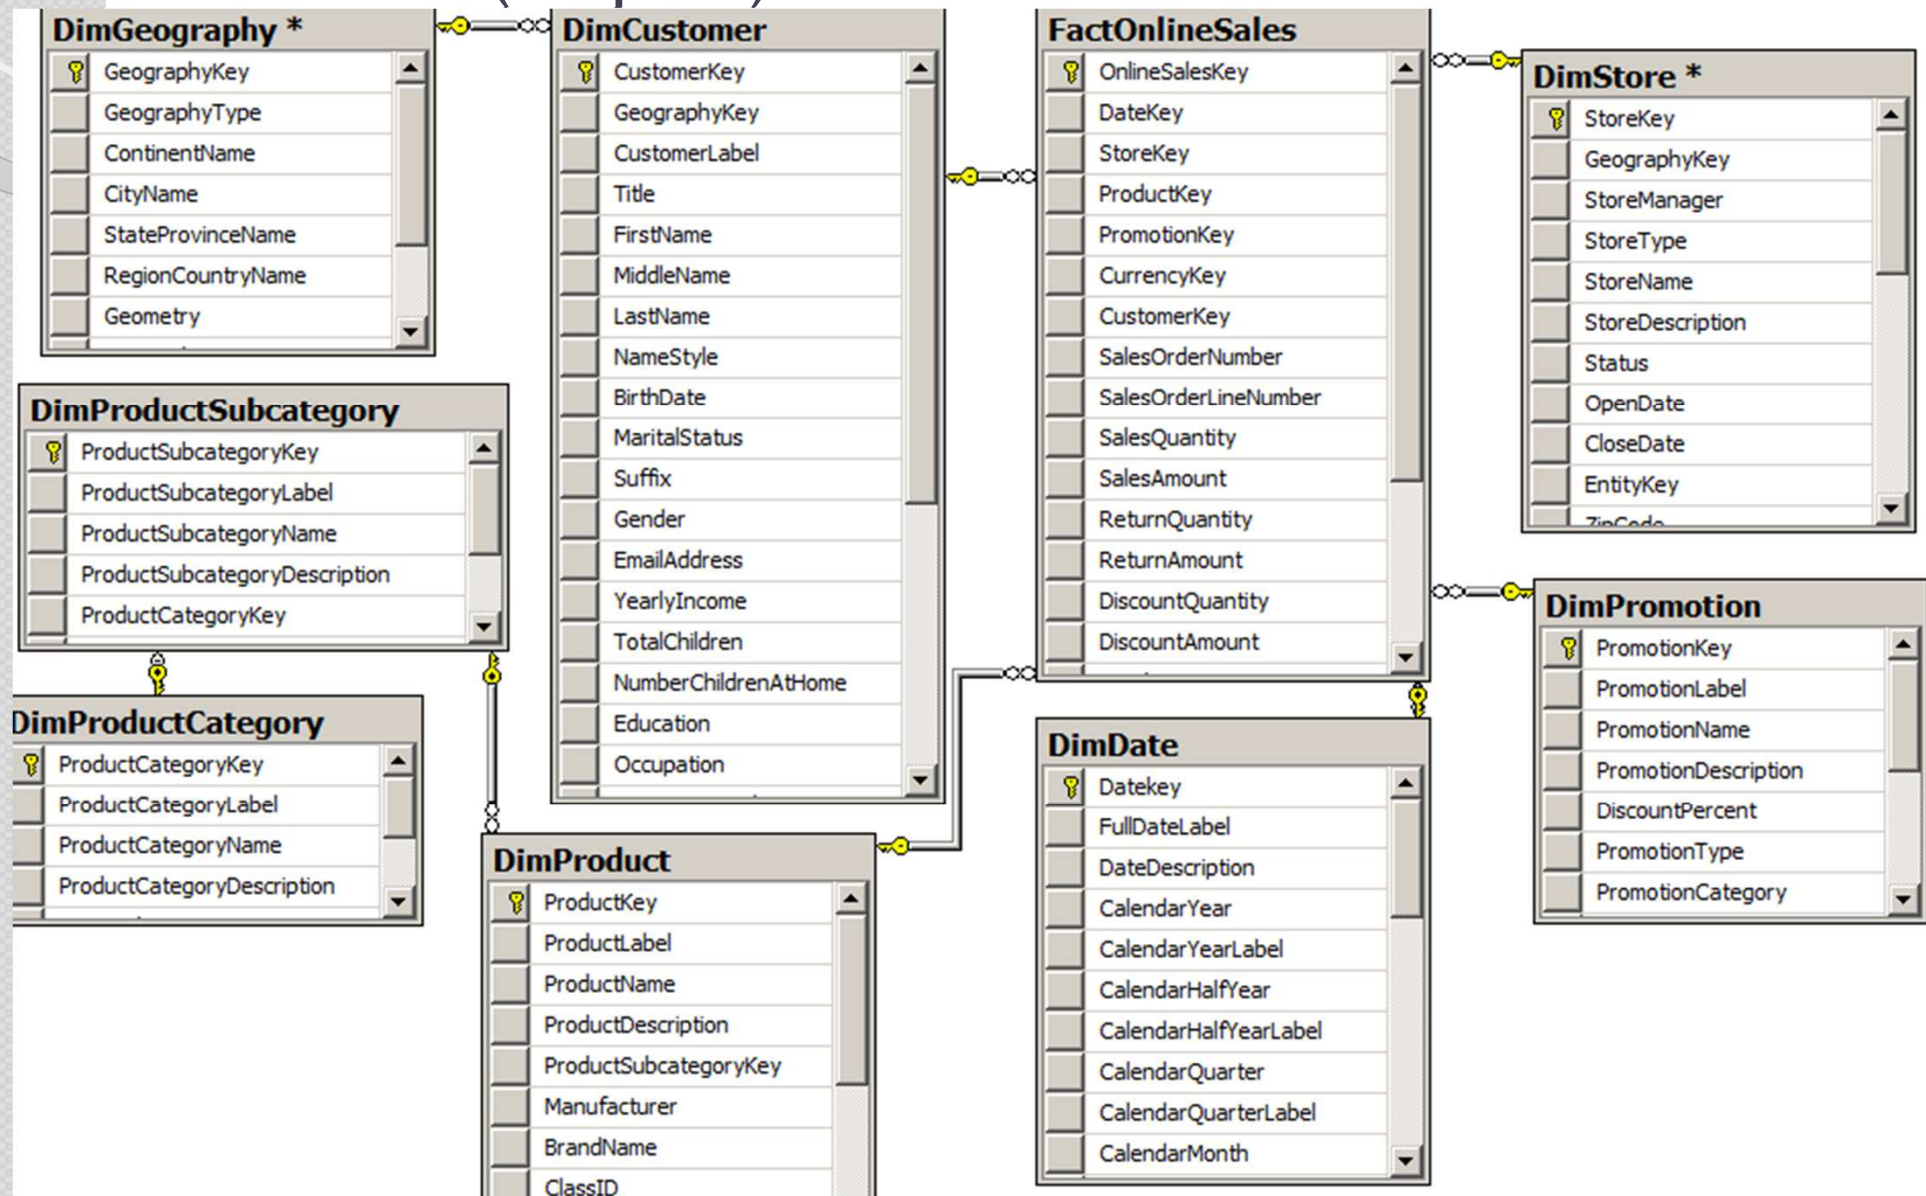 DimGeography *
GeographyKey
GeographyType
ContinentName
CityName
StateProvinceName
RegionCountryName
Geometry
DimCustomer
CustomerKey
GeographyKey
CustomerLabel
Title
FirstName
MiddleName
LastName
NameStyle
BirthDate
MaritalStatus
Suffix
Gender
EmailAddress
YearlyIncome
TotalChildren
NumberChildrenAtHome
Education
Occupation
FactOnlineSales
OnlineSalesKey
DateKey
StoreKey
ProductKey
PromotionKey
CurrencyKey
CustomerKey
SalesOrderNumber
SalesOrderLineNumber
SalesQuantity
SalesAmount
ReturnQuantity
ReturnAmount
DiscountQuantity
DiscountAmount
DimStore *
StoreKey
GeographyKey
StoreManager
StoreType
StoreName
StoreDescription
Status
OpenDate
CloseDate
EntityKey
ZipCode
DimProductSubcategory
ProductSubcategoryKey
ProductSubcategoryLabel
ProductSubcategoryName
ProductSubcategoryDescription
ProductCategoryKey
DimProductCategory
ProductCategoryKey
ProductCategoryLabel
ProductCategoryName
ProductCategoryDescription
DimProduct
ProductKey
ProductLabel
ProductName
ProductDescription
ProductSubcategoryKey
Manufacturer
BrandName
ClassID
DimDate
Datekey
FullDateLabel
DateDescription
CalendarYear
CalendarYearLabel
CalendarHalfYear
CalendarHalfYearLabel
CalendarQuarter
CalendarQuarterLabel
CalendarMonth
DimPromotion
PromotionKey
PromotionLabel
PromotionName
PromotionDescription
DiscountPercent
PromotionType
PromotionCategory